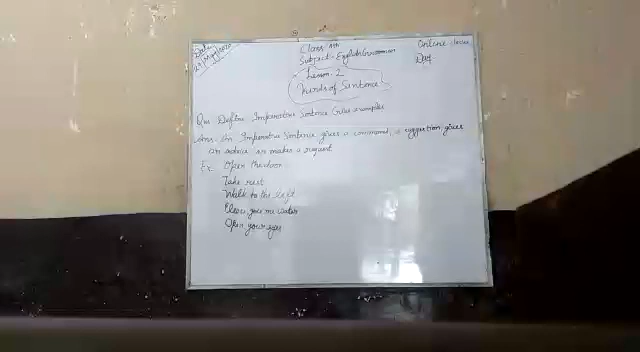 Date
Class
Subject - English Grammar
Lesson - 2
Kinds of Sentence
Online class
Que Define Imperative Sentence Give examples
Ans - An Imperative Sentence gives a command, a suggestion gives
an advice or makes a request
Ex. Open the door
Take rest
Walk to the left
Please give me water
Open your eyes